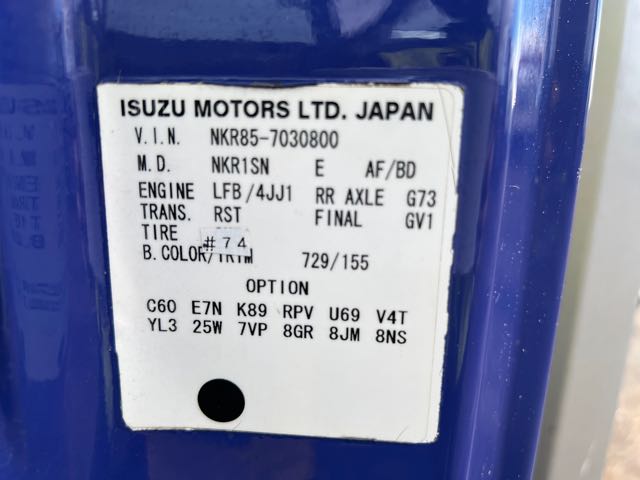 ISUZU MOTORS LTD. JAPAN
V.I.N. NKR85-7030800
M.D. NKR1SN E AF/BD
ENGINE LFB/4JJ1 RR AXLE G73
TRANS. RST FINAL GV1
TIRE #74
B. COLOR/TRIM 729/155
OPTION
C60 E7N K89 RPV U69 V4T
YL3 25W 7VP 8GR 8JM 8NS